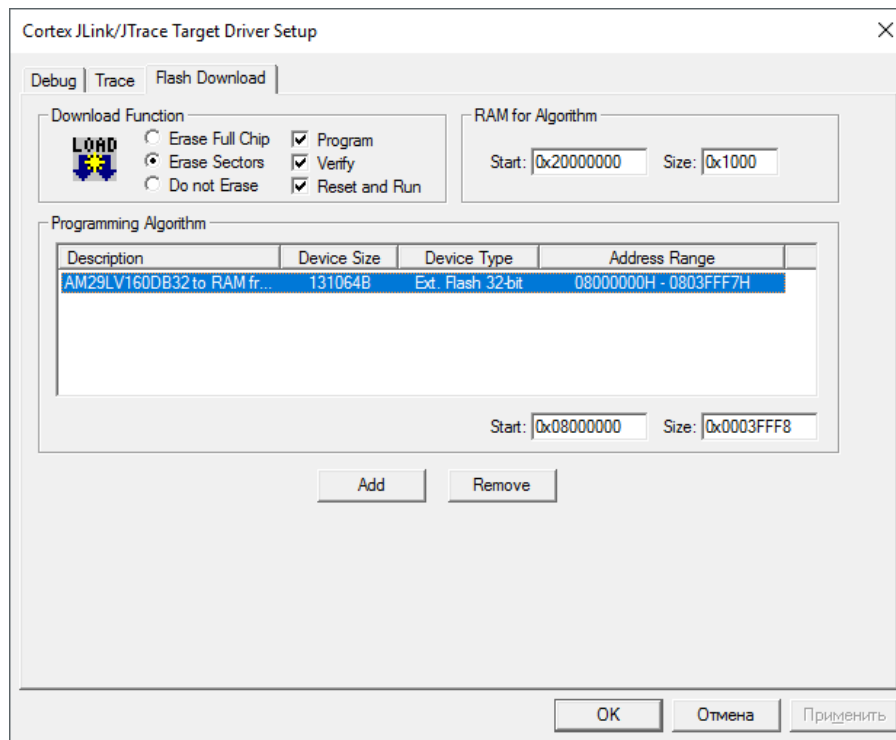 Cortex JLink/JTrace Target Driver Setup
Debug Trace Flash Download
Download Function
LOAD
Erase Full Chip
Erase Sectors
Do not Erase
Program
Verify
Reset and Run
RAM for Algorithm
Start: 0x20000000 Size: 0x1000
Programming Algorithm
Description Device Size Device Type Address Range
AM29LV160DB32 to RAM fr... 131064B Ext. Flash 32-bit 08000000H - 0803FFF7H
Start: 0x08000000 Size: 0x0003FFF8
Add Remove
OK Отмена Применить